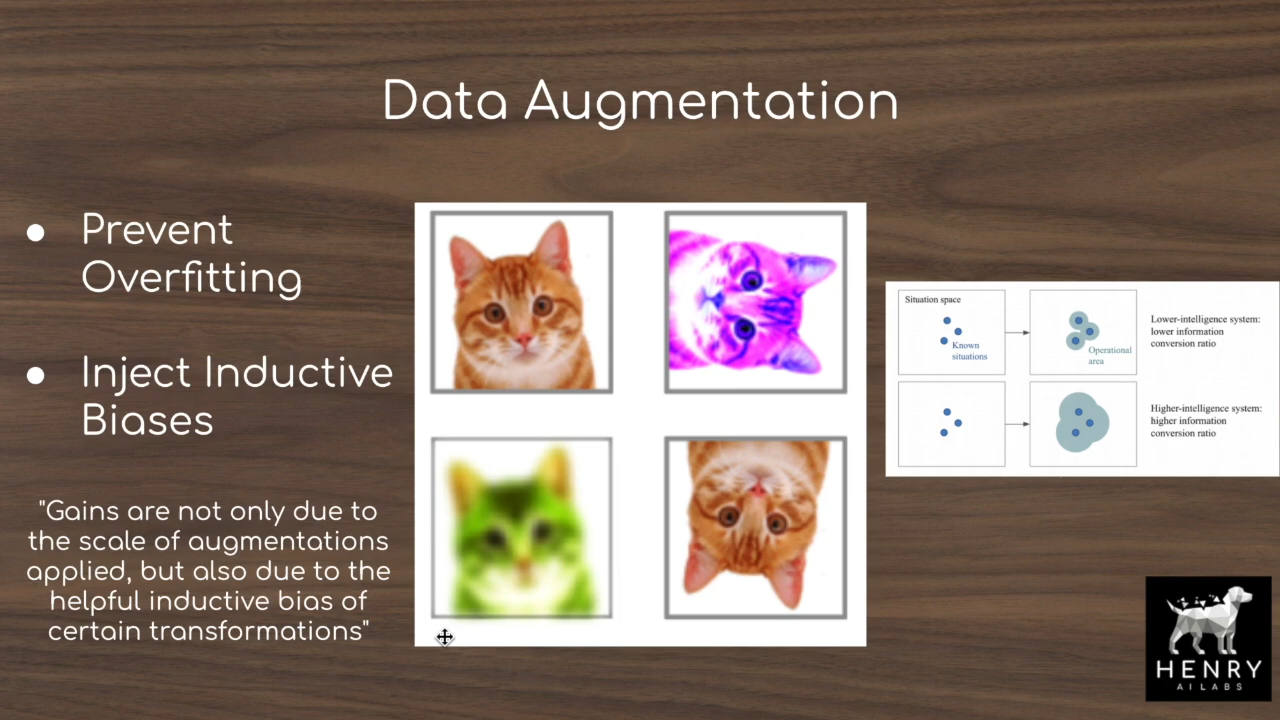 Data Augmentation
● Prevent
Overfitting
● Inject Inductive
Biases
"Gains are not only due to
the scale of augmentations
applied, but also due to the
helpful inductive bias of
certain transformations"
Situation space
Known
situations
Operational
area
Lower-intelligence system:
lower information
conversion ratio
Higher-intelligence system:
higher information
conversion ratio
HENRY
AI LABS